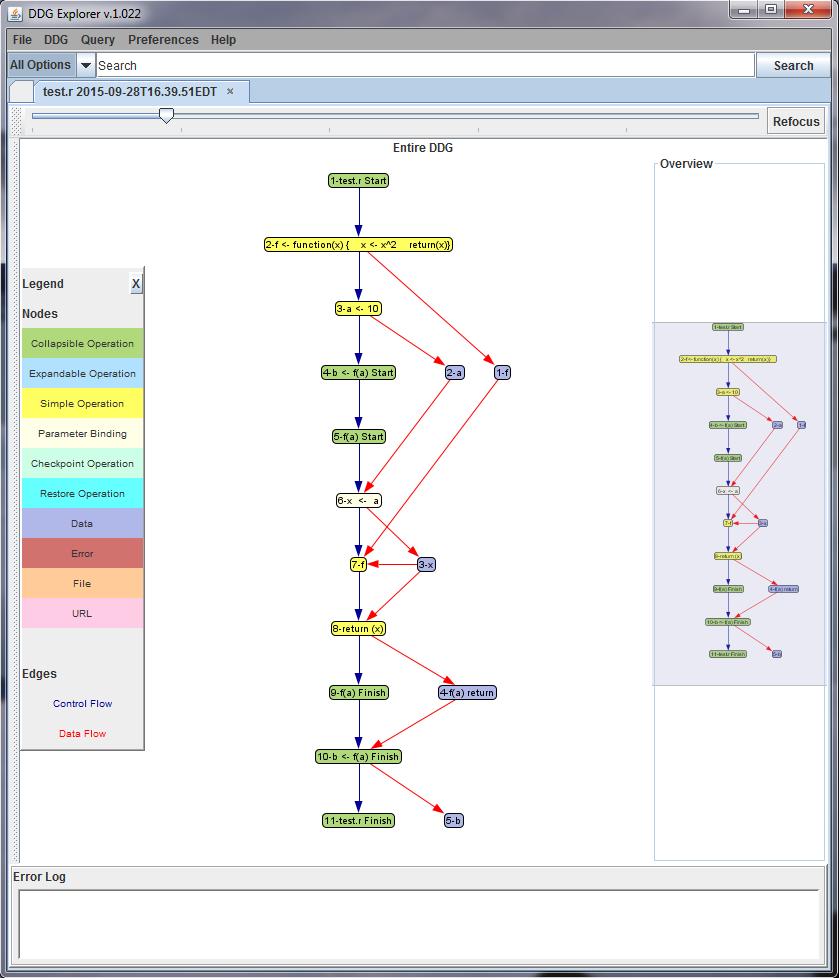 DDG Explorer v.1.022
File DDG Query Preferences Help
All Options Search Search
test.r 2015-09-28T16.39.51EDT ×
Refocus
Entire DDG
Overview
1-test.r Start
2-f <- function(x) { x <- x^2 return(x)}
3-a <- 10
4-b <- f(a) Start
2-a
1-f
5-f(a) Start
6-x <- a
7-f
3-x
8-return (x)
9-f(a) Finish
4-f(a) return
10-b <- f(a) Finish
11-test.r Finish
5-b
Legend X
Nodes
Collapsible Operation
Expandable Operation
Simple Operation
Parameter Binding
Checkpoint Operation
Restore Operation
Data
Error
File
URL
Edges
Control Flow
Data Flow
1-test.r Start
2-f <- function(x) { x <- x^2 return(x)}
3-a <- 10
4-b <- f(a) Start
2-a
1-f
5-f(a) Start
6-x <- a
7-f
3-x
8-return (x)
9-f(a) Finish
4-f(a) return
10-b <- f(a) Finish
11-test.r Finish
5-b
Error Log